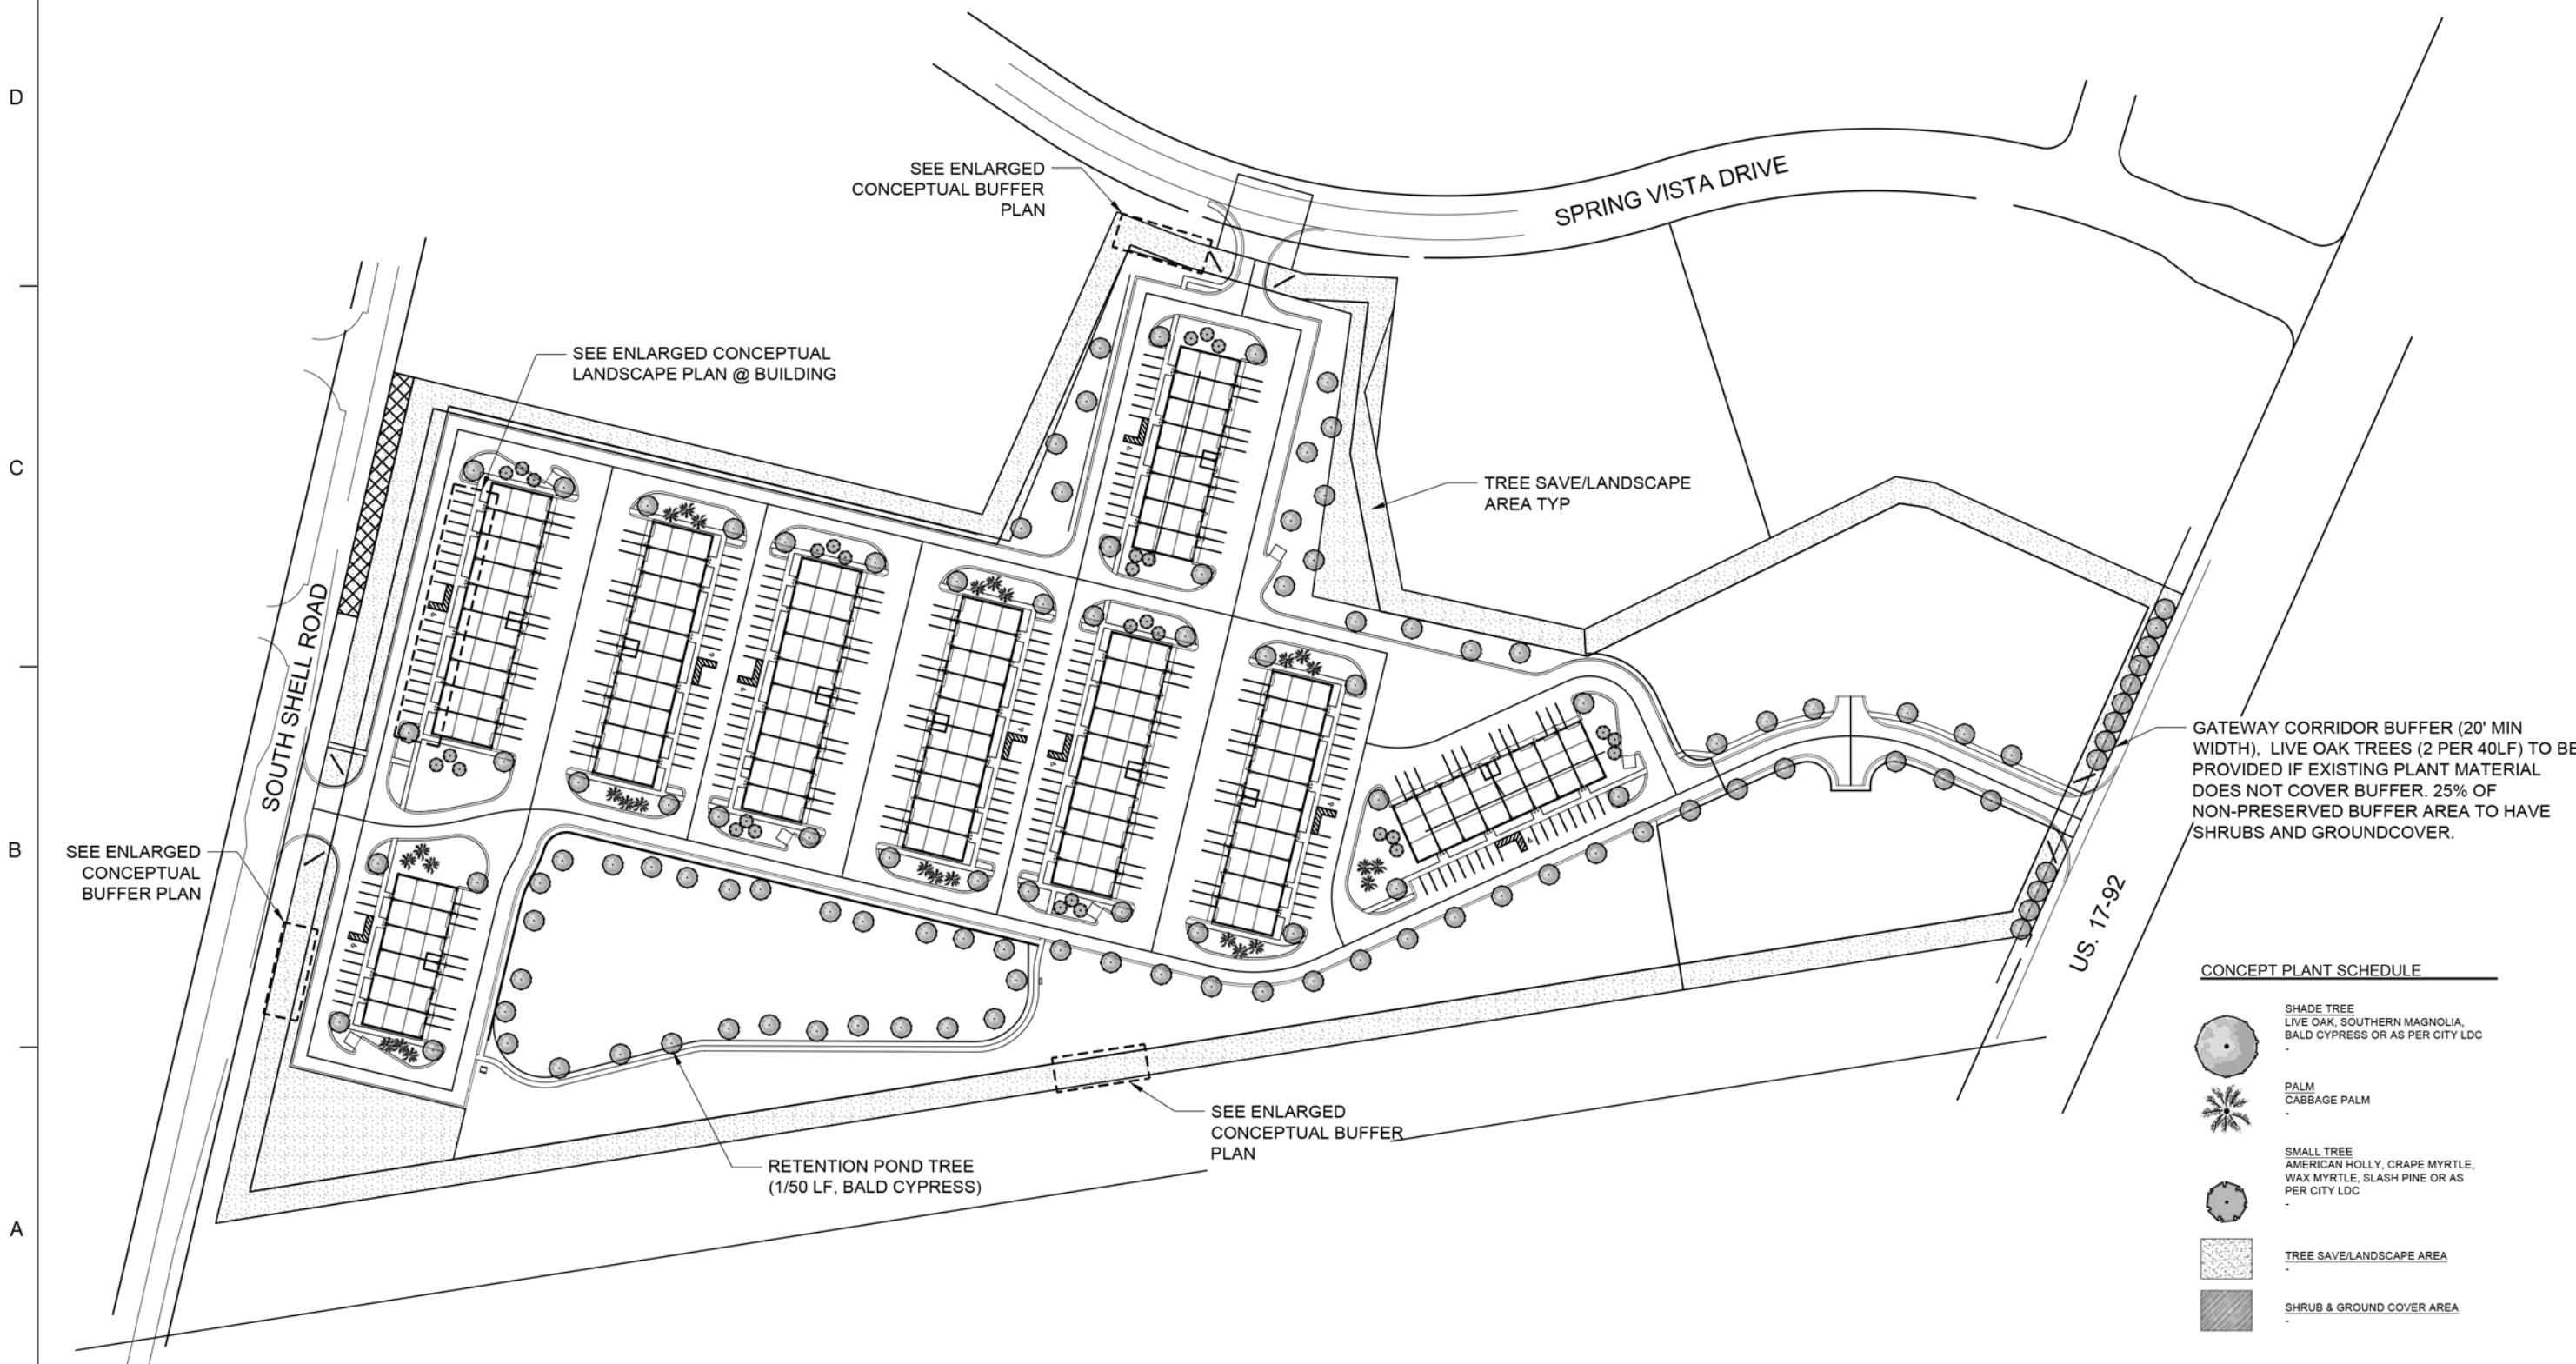 D
C
B
A
SEE ENLARGED
CONCEPTUAL BUFFER
PLAN
SPRING VISTA DRIVE
SEE ENLARGED CONCEPTUAL
LANDSCAPE PLAN @ BUILDING
TREE SAVE/LANDSCAPE
AREA TYP
SOUTH SHELL ROAD
GATEWAY CORRIDOR BUFFER (20' MIN
WIDTH), LIVE OAK TREES (2 PER 40LF) TO BE
PROVIDED IF EXISTING PLANT MATERIAL
DOES NOT COVER BUFFER. 25% OF
NON-PRESERVED BUFFER AREA TO HAVE
SHRUBS AND GROUNDCOVER.
SEE ENLARGED
CONCEPTUAL
BUFFER PLAN
US. 17-92
SEE ENLARGED
CONCEPTUAL BUFFER
PLAN
RETENTION POND TREE
(1/50 LF, BALD CYPRESS)
CONCEPT PLANT SCHEDULE
SHADE TREE
LIVE OAK, SOUTHERN MAGNOLIA,
BALD CYPRESS OR AS PER CITY LDC
-
PALM
CABBAGE PALM
-
SMALL TREE
AMERICAN HOLLY, CRAPE MYRTLE,
WAX MYRTLE, SLASH PINE OR AS
PER CITY LDC
-
TREE SAVE/LANDSCAPE AREA
-
SHRUB & GROUND COVER AREA
-